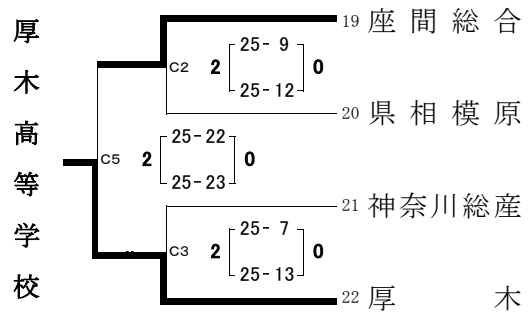 厚木高等学校
19 座間総合
25- 9
C2 2 0
25-12
20 県相模原
25-22
C5 2 0
25-23
21 神奈川総産
25- 7
C3 2 0
25-13
22 厚木